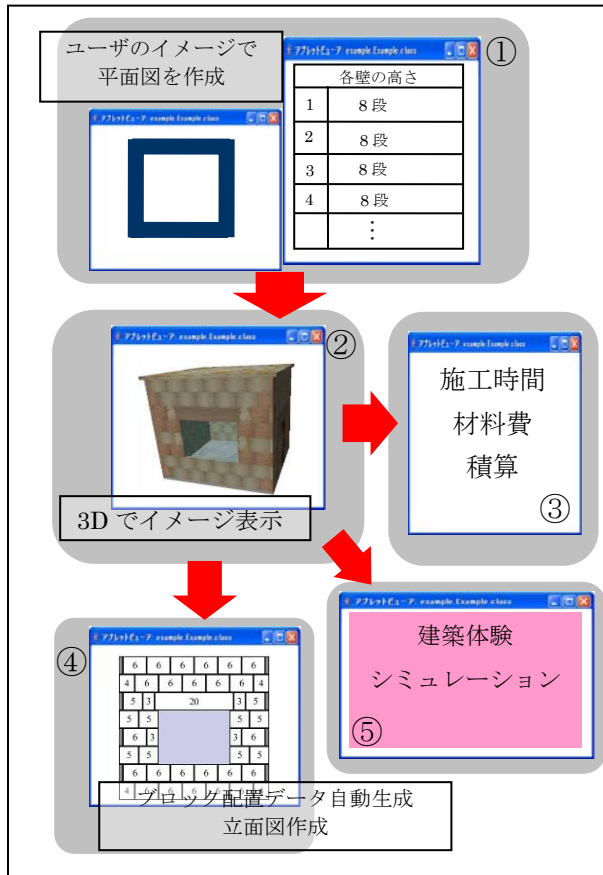 ユーザのイメージで
平面図を作成
①
アプレットビューア: example.Example.class
各壁の高さ
1 8段
2 8段
3 8段
4 8段
⋮
アプレットビューア: example.Example.class
②
アプレットビューア: example.Example.class
3Dでイメージ表示
アプレットビューア: example.Example.class
施工時間
材料費
積算
③
④
アプレットビューア: example.Example.class
6 6 6 6 6 6
4 6 6 6 6 6 4
5 3 20 3 5
5 5 5 5
6 3 3 6
5 5 5 5
6 6 6 6 6 6
4 6 6 6 6 6 4
ブロック配置データ自動生成
立面図作成
アプレットビューア: example.Example.class
建築体験
シミュレーション
⑤